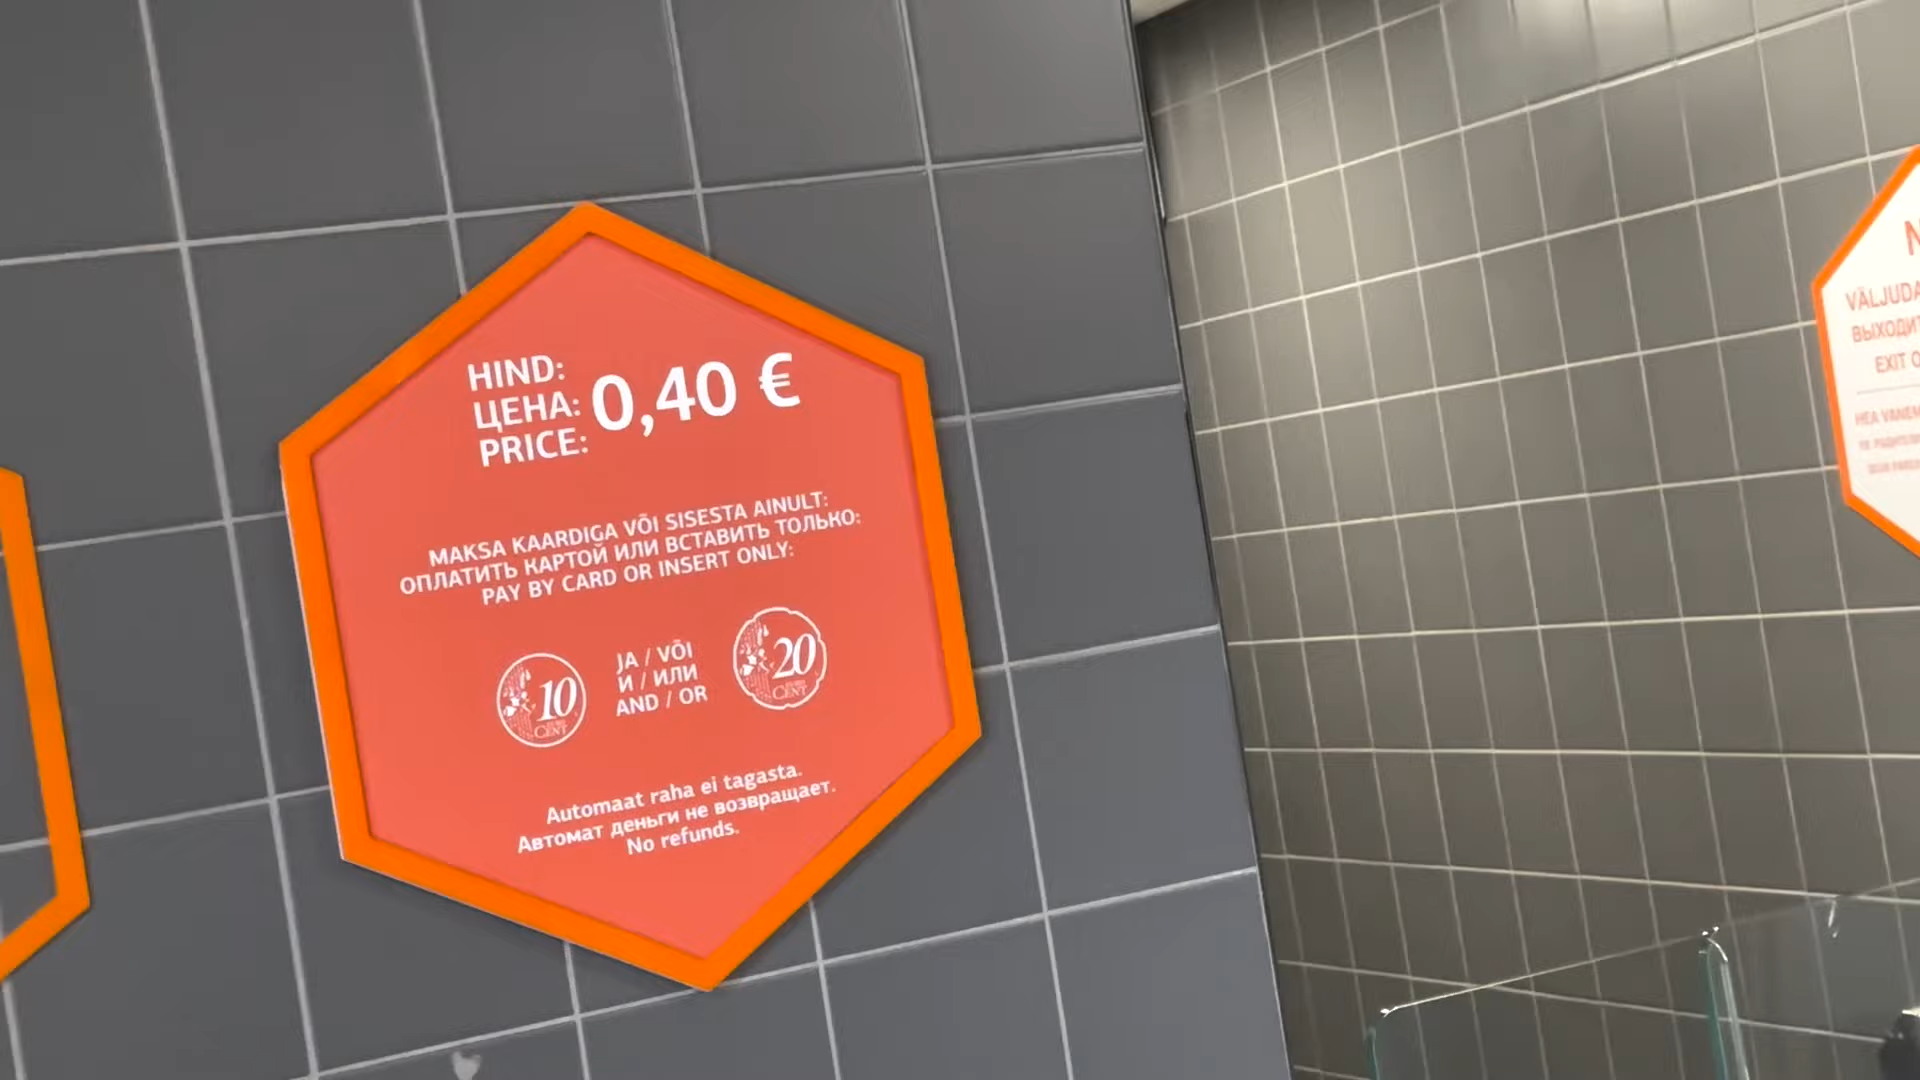 HIND:
ЦЕНА:
PRICE:
0,40 €
MAKSA KAARDIGA VÕI SISESTA AINULT:
ОПЛАТИТЬ КАРТОЙ ИЛИ ВСТАВИТЬ ТОЛЬКО:
PAY BY CARD OR INSERT ONLY:
10
CENT
JA / VÕI
И / ИЛИ
AND / OR
20
CENT
Automaat raha ei tagasta.
Автомат деньги не возвращает.
No refunds.
EXIT
HEA